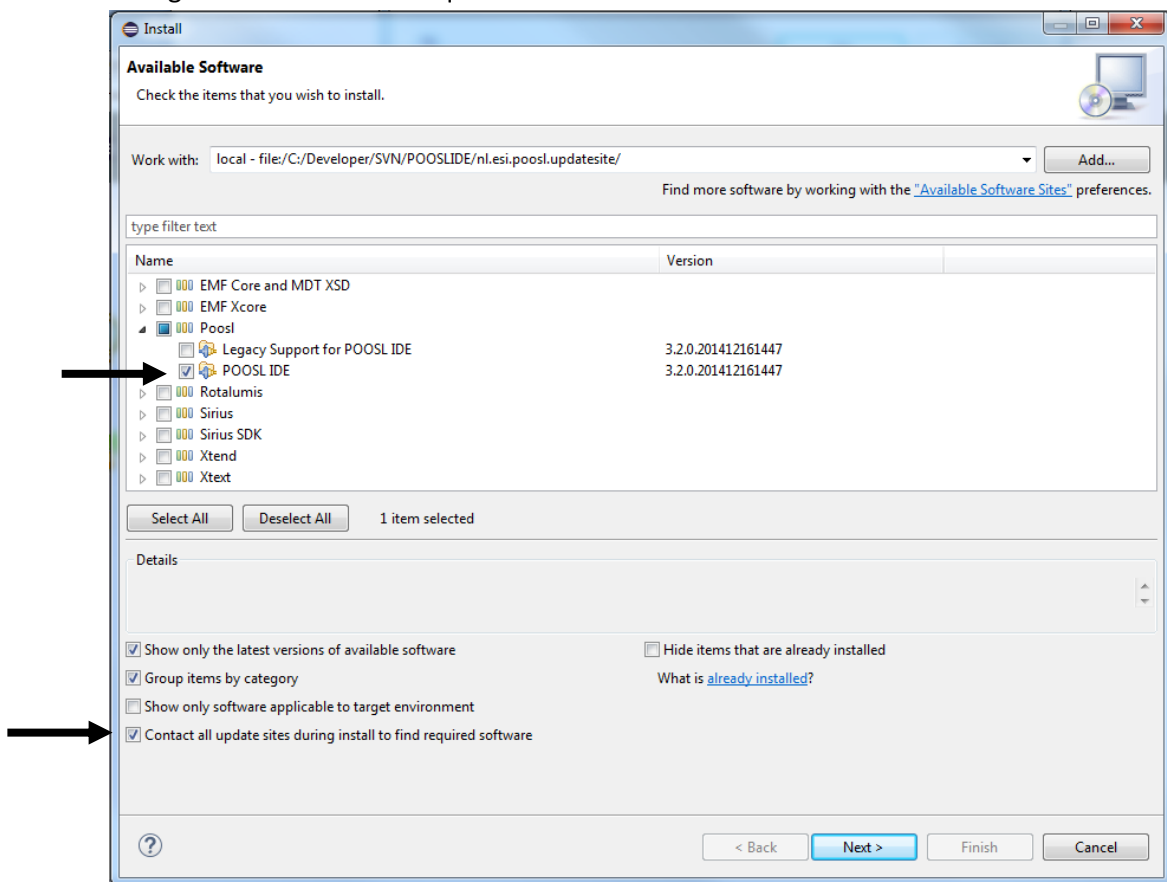 Install
Available Software
Check the items that you wish to install.
Work with: local - file:/C:/Developer/SVN/POOSLIDE/nl.esi.poosl.updatesite/ Add...
Find more software by working with the "Available Software Sites" preferences.
type filter text
Name Version
EMF Core and MDT XSD
EMF Xcore
Poosl
Legacy Support for POOSL IDE 3.2.0.201412161447
POOSL IDE 3.2.0.201412161447
Rotalumis
Sirius
Sirius SDK
Xtend
Xtext
Select All Deselect All 1 item selected
Details
Show only the latest versions of available software Hide items that are already installed
Group items by category What is already installed?
Show only software applicable to target environment
Contact all update sites during install to find required software
? < Back Next > Finish Cancel